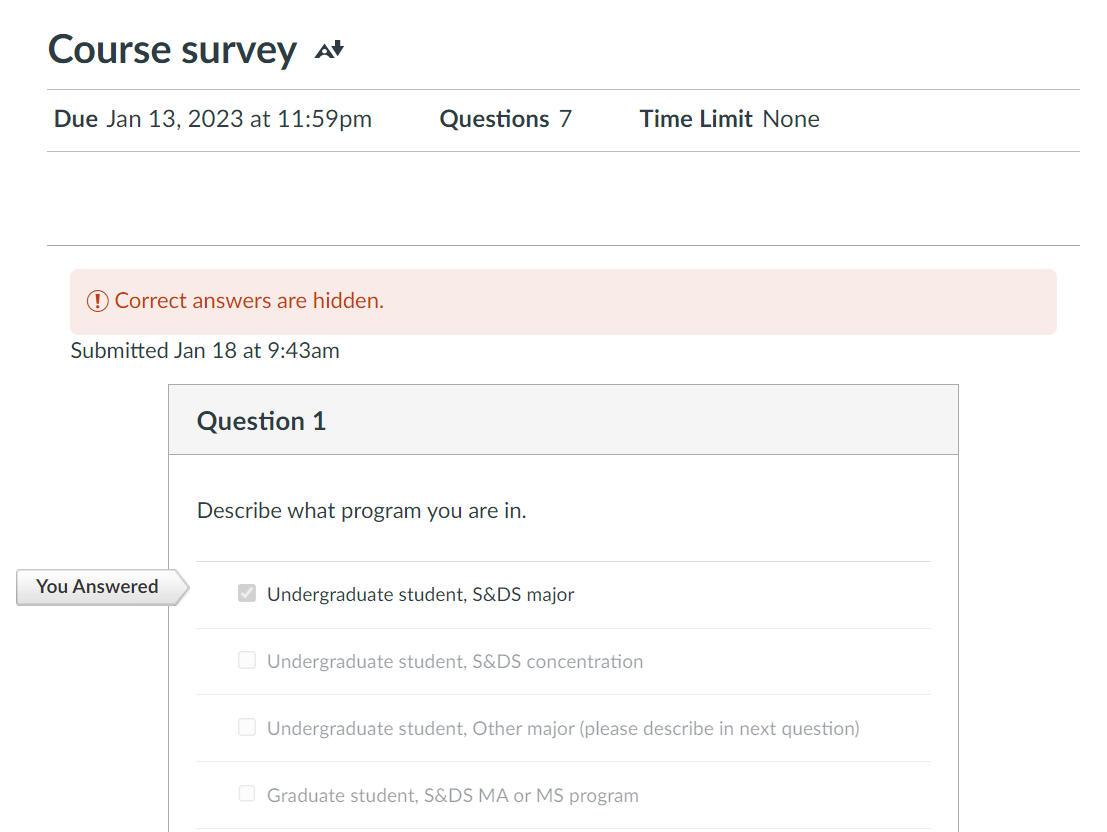 Course survey
Due Jan 13, 2023 at 11:59pm Questions 7 Time Limit None
Correct answers are hidden.
Submitted Jan 18 at 9:43am
Question 1
Describe what program you are in.
You Answered
Undergraduate student, S&DS major
Undergraduate student, S&DS concentration
Undergraduate student, Other major (please describe in next question)
Graduate student, S&DS MA or MS program